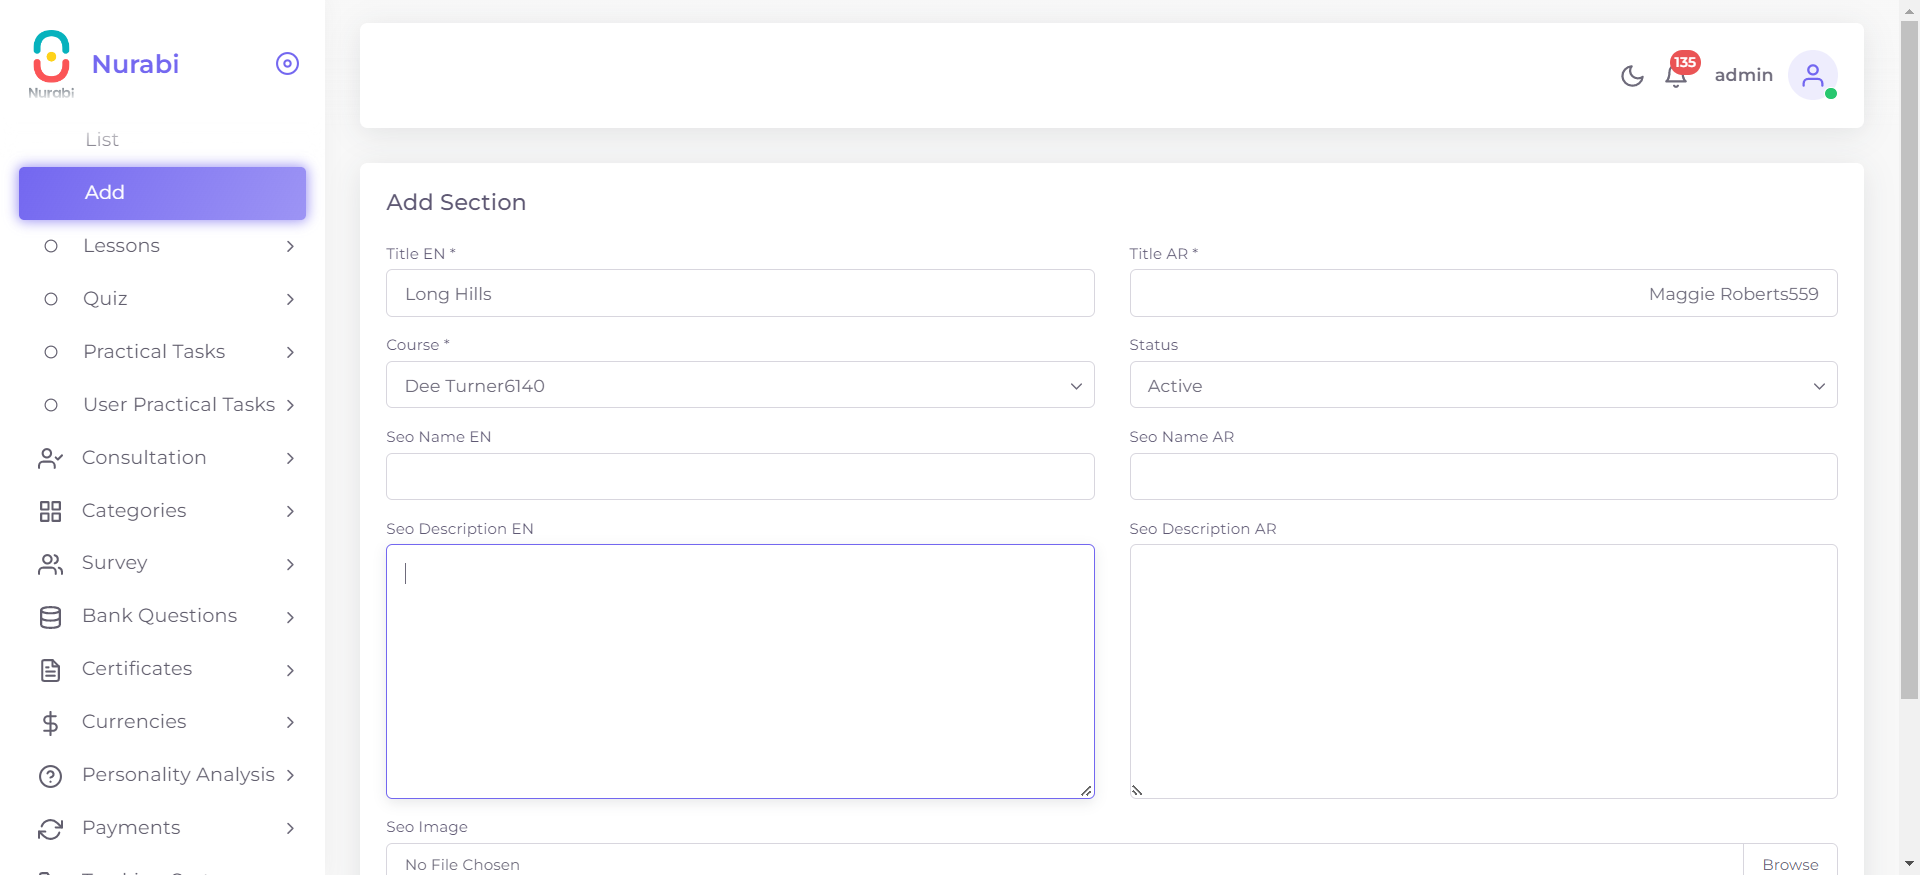 Nurabi
Nurabi
List
Add
Lessons
Quiz
Practical Tasks
User Practical Tasks
Consultation
Categories
Survey
Bank Questions
Certificates
Currencies
Personality Analysis
Payments
135
admin
Add Section
Title EN *
Title AR *
Long Hills
Maggie Roberts559
Course *
Status
Dee Turner6140
Active
Seo Name EN
Seo Name AR
Seo Description EN
Seo Description AR
Seo Image
No File Chosen
Browse